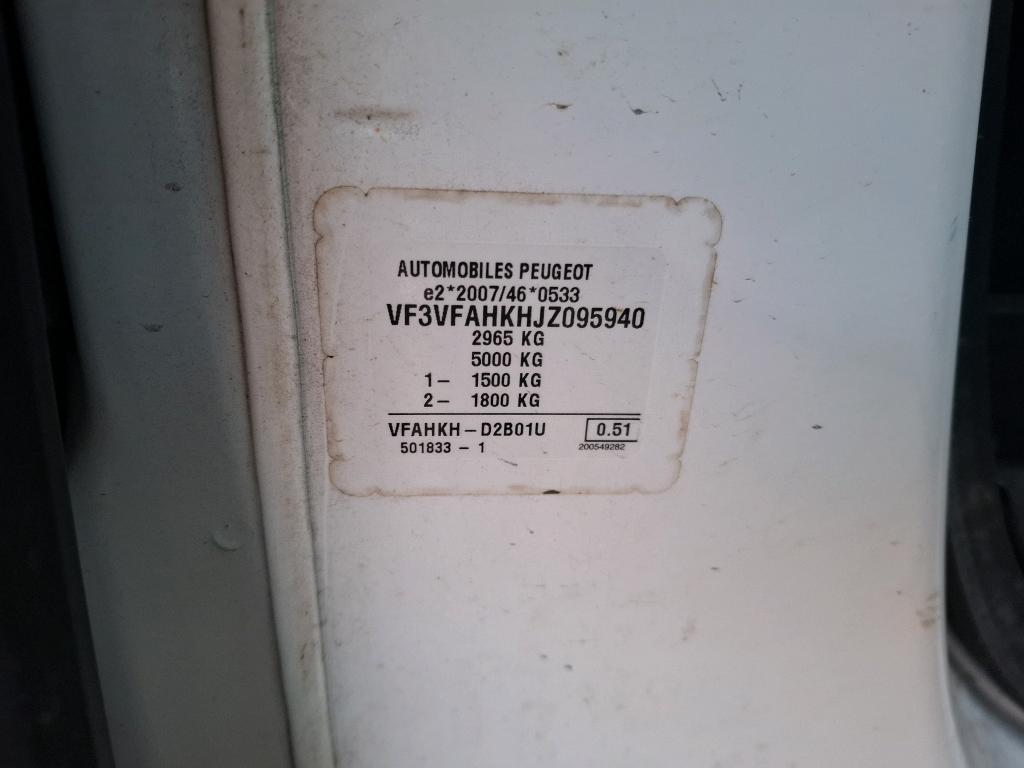 AUTOMOBILES PEUGEOT
e2*2007/46*0533
VF3VFAHKHJZ095940
2965 KG
5000 KG
1- 1500 KG
2- 1800 KG
VFAHKH-D2B01U 0.51
501833-1 200549282